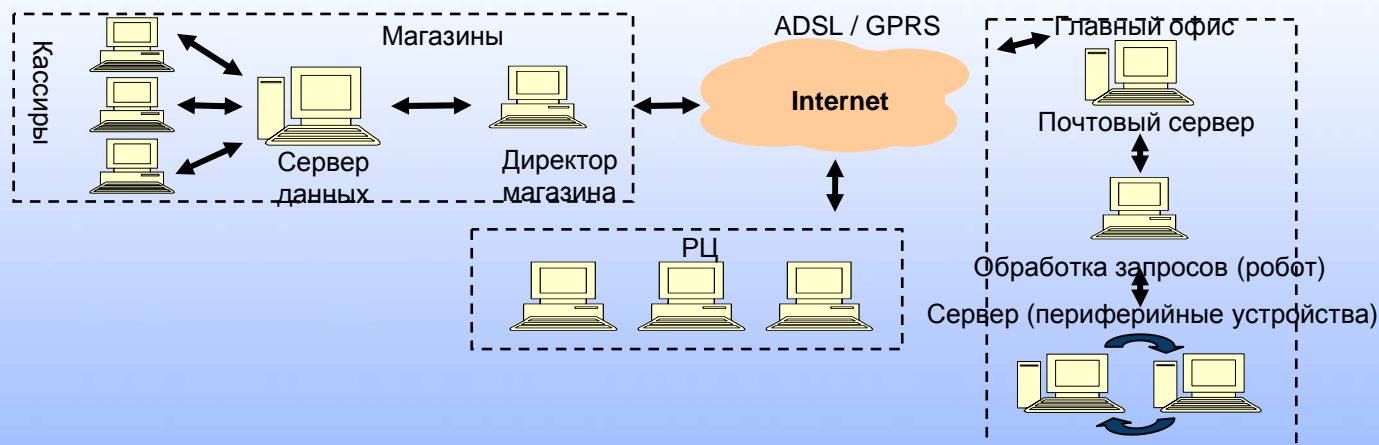 Кассиры
Магазины
Сервер
данных
Директор
магазина
ADSL / GPRS
Internet
РЦ
Главный офис
Почтовый сервер
Обработка запросов (робот)
Сервер (периферийные устройства)